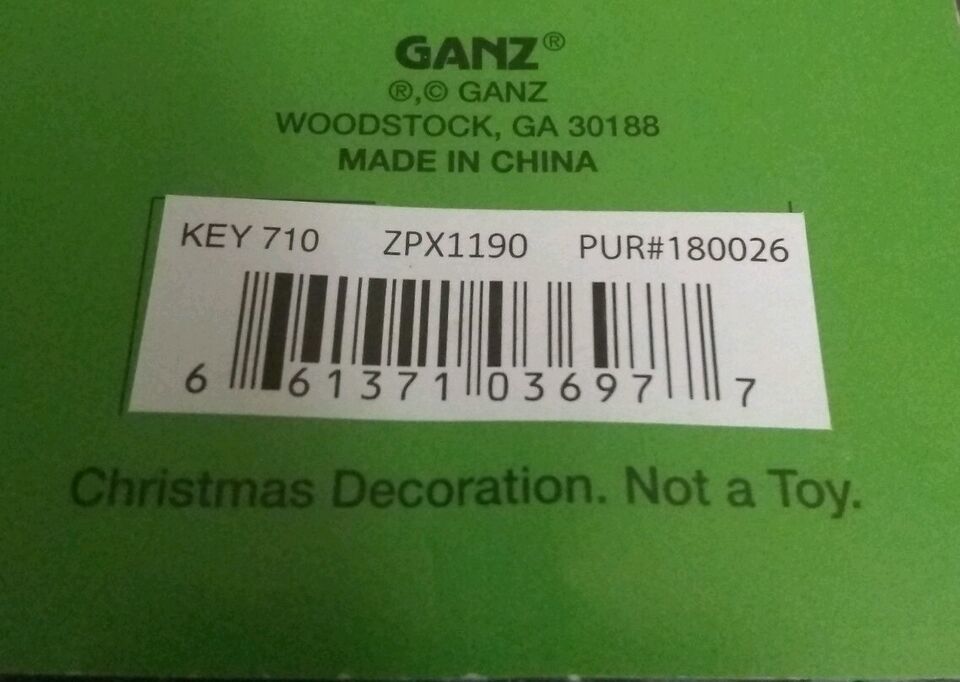 GANZ®
®,© GANZ
WOODSTOCK, GA 30188
MADE IN CHINA
KEY 710 ZPX1190 PUR#180026
6 61371 03697 7
Christmas Decoration. Not a Toy.